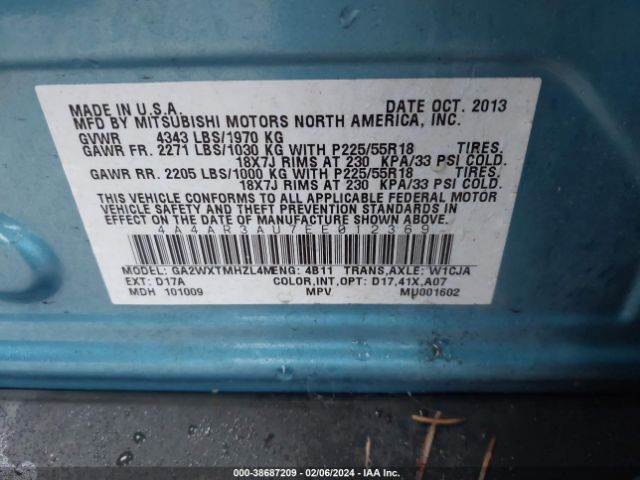 MADE IN U.S.A. DATE OCT. 2013
MFD BY MITSUBISHI MOTORS NORTH AMERICA, INC.
GVWR 4343 LBS/1970 KG
GAWR FR. 2271 LBS/1030 KG WITH P225/55R18 TIRES.
18X7J RIMS AT 230 KPA/33 PSI COLD.
GAWR RR. 2205 LBS/1000 KG WITH P225/55R18 TIRES.
18X7J RIMS AT 230 KPA/33 PSI COLD.
THIS VEHICLE CONFORMS TO ALL APPLICABLE FEDERAL MOTOR
VEHICLE SAFETY AND THEFT PREVENTION STANDARDS IN
EFFECT ON THE DATE OF MANUFACTURE SHOWN ABOVE.
4A4AR3AU7EE012369
MODEL: GA2WXTMHZL4M ENG: 4B11 TRANS,AXLE: W1CJA
EXT: D17A COLOR,INT,OPT: D17,41X,A07
MDH 101009 MPV MU001602
000-38687209 - 02/06/2024 - IAA Inc.